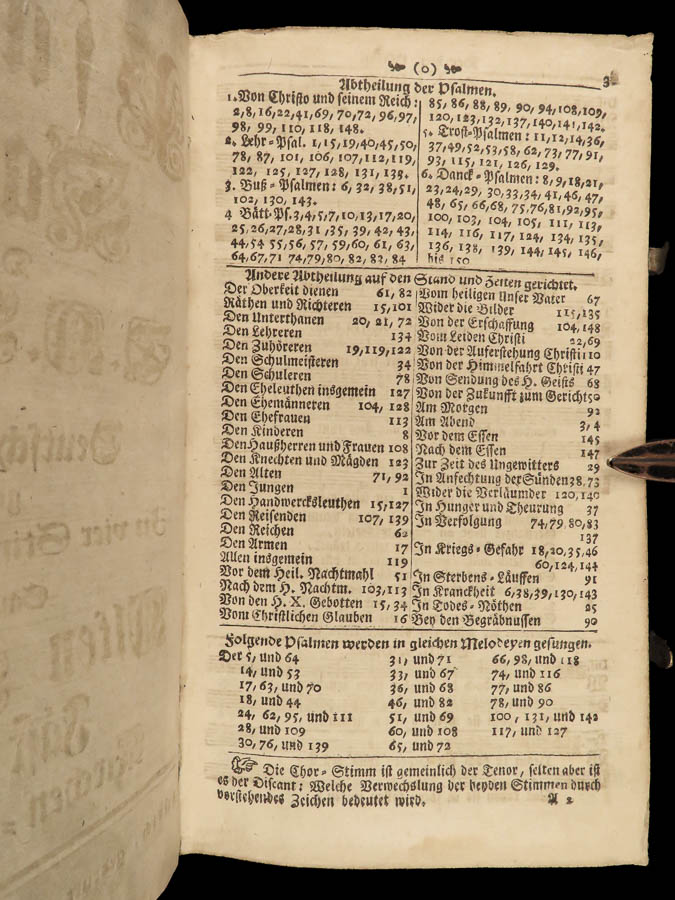 (0)
3
Abtheilung der Psalmen.
1. Von Christo und seinem Reich:
2, 8, 16, 22, 41, 69, 70, 72, 96, 97,
98, 99, 110, 118, 148.
2. Lehr-Psal. 1, 15, 19, 40, 45, 50,
78, 87, 101, 106, 107, 112, 119,
122, 125, 127, 128, 131, 139.
3. Buß-Psalmen: 6, 32, 38, 51,
102, 130, 143.
4 Bätt-Ps. 3, 4, 5, 7, 10, 13, 17, 20,
25, 26, 27, 28, 31, 35, 39, 42, 43,
44, 54 55, 56, 57, 59, 60, 61, 63,
64, 67, 71 74, 79, 80, 82, 83, 84
85, 86, 88, 89, 90, 94, 108, 109,
120, 123, 132, 137, 140, 141, 142.
5. Trost-Psalmen: 11, 12, 14, 36,
37, 49, 52, 53, 58, 62, 73, 77, 91,
93, 115, 121, 126, 129.
6. Danck-Psalmen: 8, 9, 18, 21,
23, 24, 29, 30, 33, 34, 41, 46, 47,
48, 65, 66, 68, 75, 76, 81, 92, 95,
100, 103, 104, 105, 111, 113,
114, 116, 117, 124, 134, 135,
136, 138, 139, 144, 145, 146,
bis 150
Andere Abtheilung auf den Stand und Zeiten gerichtet.
Der Oberkeit dienen 61, 82
Räthen und Richteren 15, 101
Den Unterthanen 20, 21, 72
Den Lehreren 134
Den Zuhöreren 19, 119, 122
Den Schulmeisteren 34
Den Schuleren 78
Den Eheleuthen insgemein 127
Den Ehemänneren 104, 128
Den Ehefrauen 113
Den Kinderen 8
Den Haußherren und Frauen 108
Den Knechten und Mägden 123
Den Alten 71, 92
Den Jungen 1
Den Handwercksleuthen 15, 127
Den Reisenden 107, 139
Den Reichen 62
Den Armen 17
Allen insgemein 119
Vor dem Heil. Nachtmahl 51
Nach dem H. Nachtm. 103, 113
Von den H. X. Gebotten 15, 34
Vom Christlichen Glauben 16
Vom heiligen Unser Vater 67
Wider die Bilder 115, 135
Von der Erschaffung 104, 148
Vom Leiden Christi 22, 69
Von der Auferstehung Christi 110
Von der Himmelfahrt Christi 47
Von Sendung des H. Geists 68
Von der Zukunfft zum Gericht 50
Am Morgen 92
Am Abend 3, 4
Vor dem Essen 145
Nach dem Essen 147
Zur Zeit des Ungewitters 29
In Anfechtung der Sünden 38, 73
Wider die Verläumder 120, 140
In Hunger und Theurung 37
In Verfolgung 74, 79, 80, 83
137
In Kriegs-Gefahr 18, 20, 35, 46
60, 124, 144
In Sterbens-Läuffen 91
In Kranckheit 6, 38, 39, 130, 143
In Todes-Nöthen 25
Bey den Begräbnussen 90
Folgende Psalmen werden in gleichen Melodeyen gesungen.
Der 5, und 64
14, und 53
17, 63, und 70
18, und 44
24, 62, 95, und 111
28, und 109
30, 76, und 139
31, und 71
33, und 67
36, und 68
46, und 82
51, und 69
60, und 108
65, und 72
66, 98, und 118
74, und 116
77, und 86
78, und 90
100, 131, und 142
117, und 127
☞ Die Chor-Stimm ist gemeinlich der Tenor, selten aber ist
es der Discant: Welche Verwechslung der beyden Stimmen durch
vorstehendes Zeichen bedeutet wird.
A 2